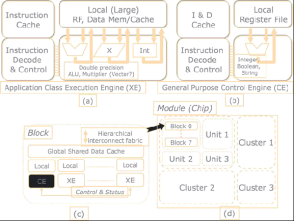 Instruction
Cache
Local (Large)
RF, Data Mem/Cache
Instruction
Decode
& Control
X
Int
Double precision
ALU, Multiplier (Vector?)
Application Class Execution Engine (XE)
(a)
I & D
Cache
Local
Register File
Instruction
Decode
& Control
Integer,
Boolean,
String
General Purpose Control Engine (CE)
(b)
Block
Hierarchical
interconnect fabric
Global Shared Data Cache
Local
Local
Local
CE
XE
XE
Control & Status
(c)
Module (Chip)
Block 0
Block 7
Unit 1
Unit 2
Unit 3
Cluster 1
Cluster 2
Cluster 3
(d)